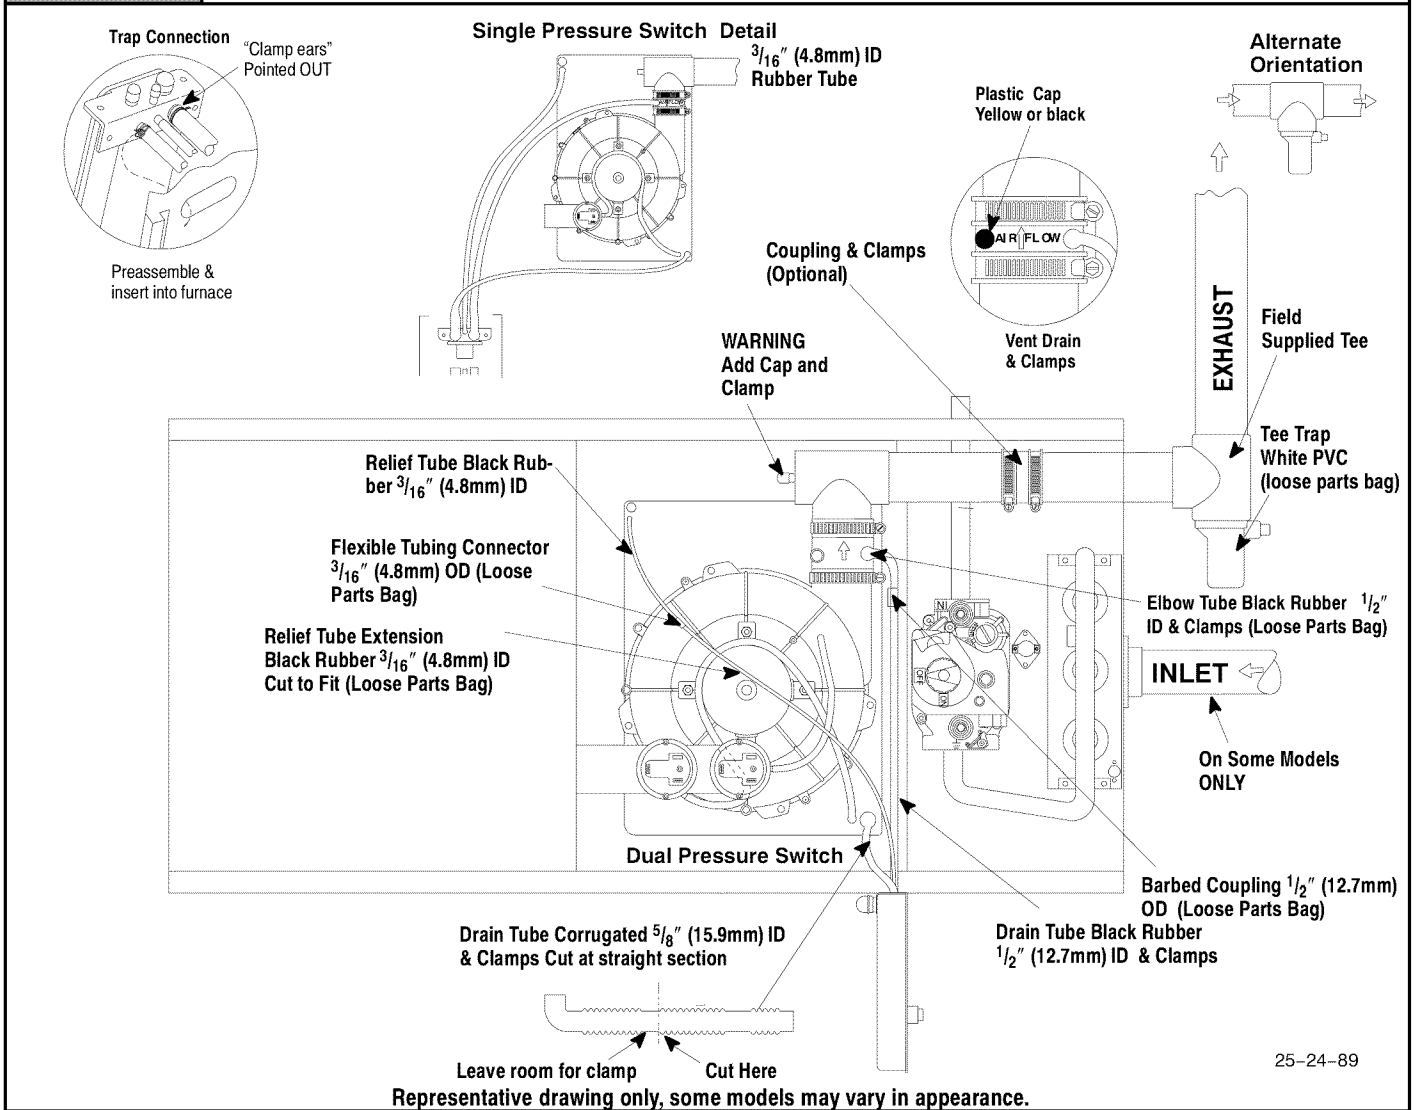 Trap Connection
“Clamp ears”
Pointed OUT
Preassemble &
insert into furnace
Single Pressure Switch Detail
3/16″ (4.8mm) ID
Rubber Tube
AIRFLOW
Alternate
Orientation
Plastic Cap
Yellow or black
AIR FLOW
Vent Drain
& Clamps
Coupling & Clamps
(Optional)
WARNING
Add Cap and
Clamp
EXHAUST
Field
Supplied Tee
Tee Trap
White PVC
(loose parts bag)
Relief Tube Black Rub-
ber 3/16″ (4.8mm) ID
Flexible Tubing Connector
3/16″ (4.8mm) OD (Loose
Parts Bag)
Relief Tube Extension
Black Rubber 3/16″ (4.8mm) ID
Cut to Fit (Loose Parts Bag)
Elbow Tube Black Rubber 1/2″
ID & Clamps (Loose Parts Bag)
IN
OFF
INLET
On Some Models
ONLY
Dual Pressure Switch
Barbed Coupling 1/2″ (12.7mm)
OD (Loose Parts Bag)
Drain Tube Black Rubber
1/2″ (12.7mm) ID & Clamps
Drain Tube Corrugated 5/8″ (15.9mm) ID
& Clamps Cut at straight section
Leave room for clamp
Cut Here
25–24–89
Representative drawing only, some models may vary in appearance.